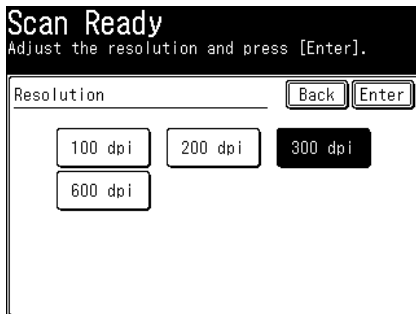 Scan Ready
Adjust the resolution and press [Enter].
Resolution Back Enter
100 dpi 200 dpi 300 dpi
600 dpi